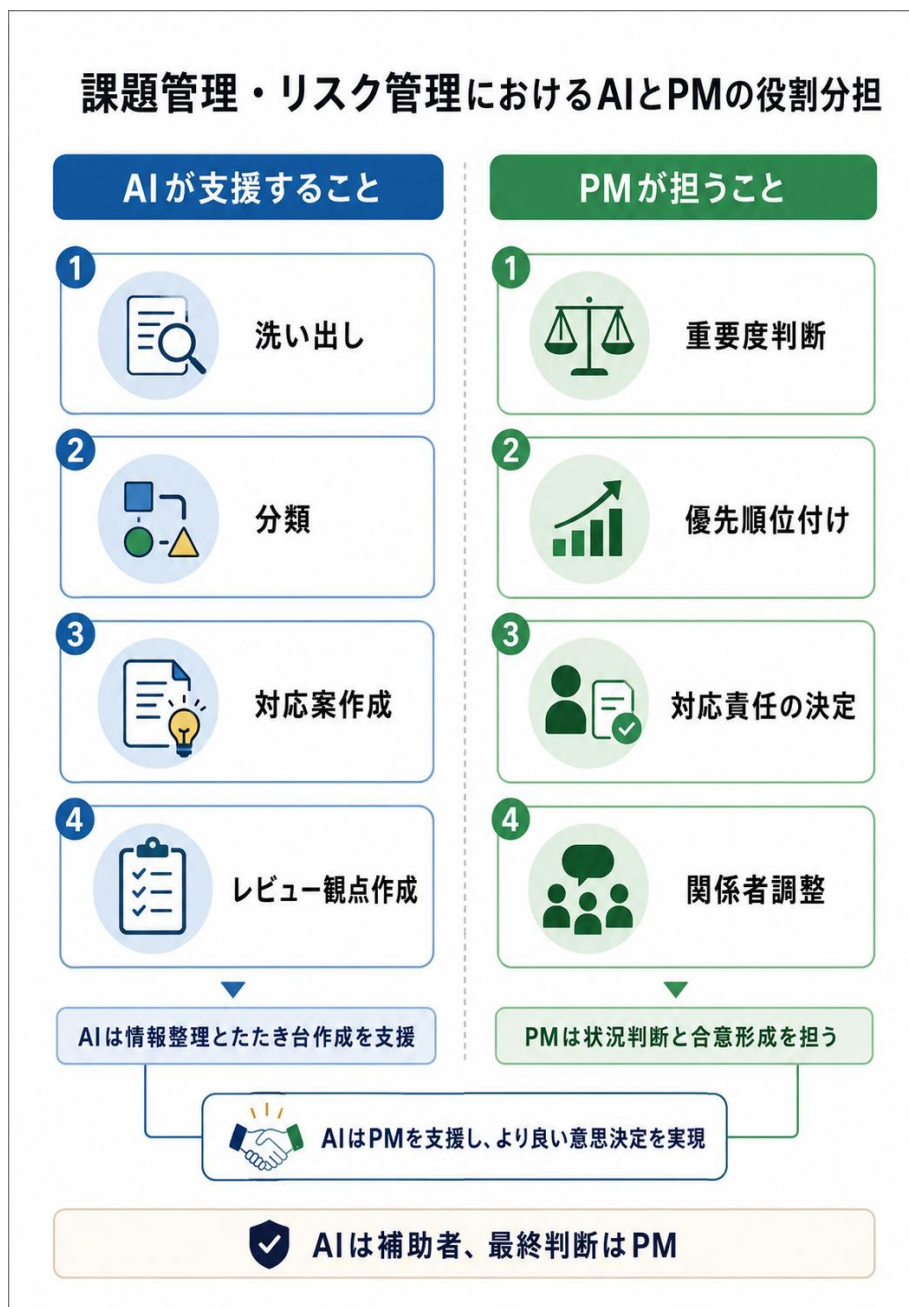 課題管理・リスク管理におけるAIとPMの役割分担
AIが支援すること
1
洗い出し
2
分類
3
対応案作成
4
レビュー観点作成
AIは情報整理とたたき台作成を支援
PMが担うこと
1
重要度判断
2
優先順位付け
3
対応責任の決定
4
関係者調整
PMは状況判断と合意形成を担う
AIはPMを支援し、より良い意思決定を実現
AIは補助者、最終判断はPM